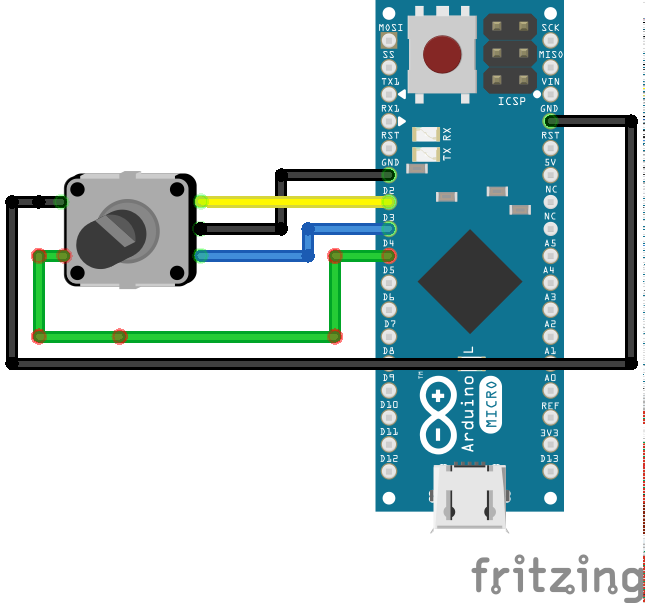 MOSI
SCK
SS
MISO
TX1
VIN
ICSP
RX1
GND
RX
RST
RST
TX
GND
5V
D2
NC
D3
NC
D4
A5
D5
A4
D6
A3
D7
A2
D8
A1
L
D9
A0
TM
Arduino
MICRO
D10
REF
D11
3V3
D12
D13
fritzing